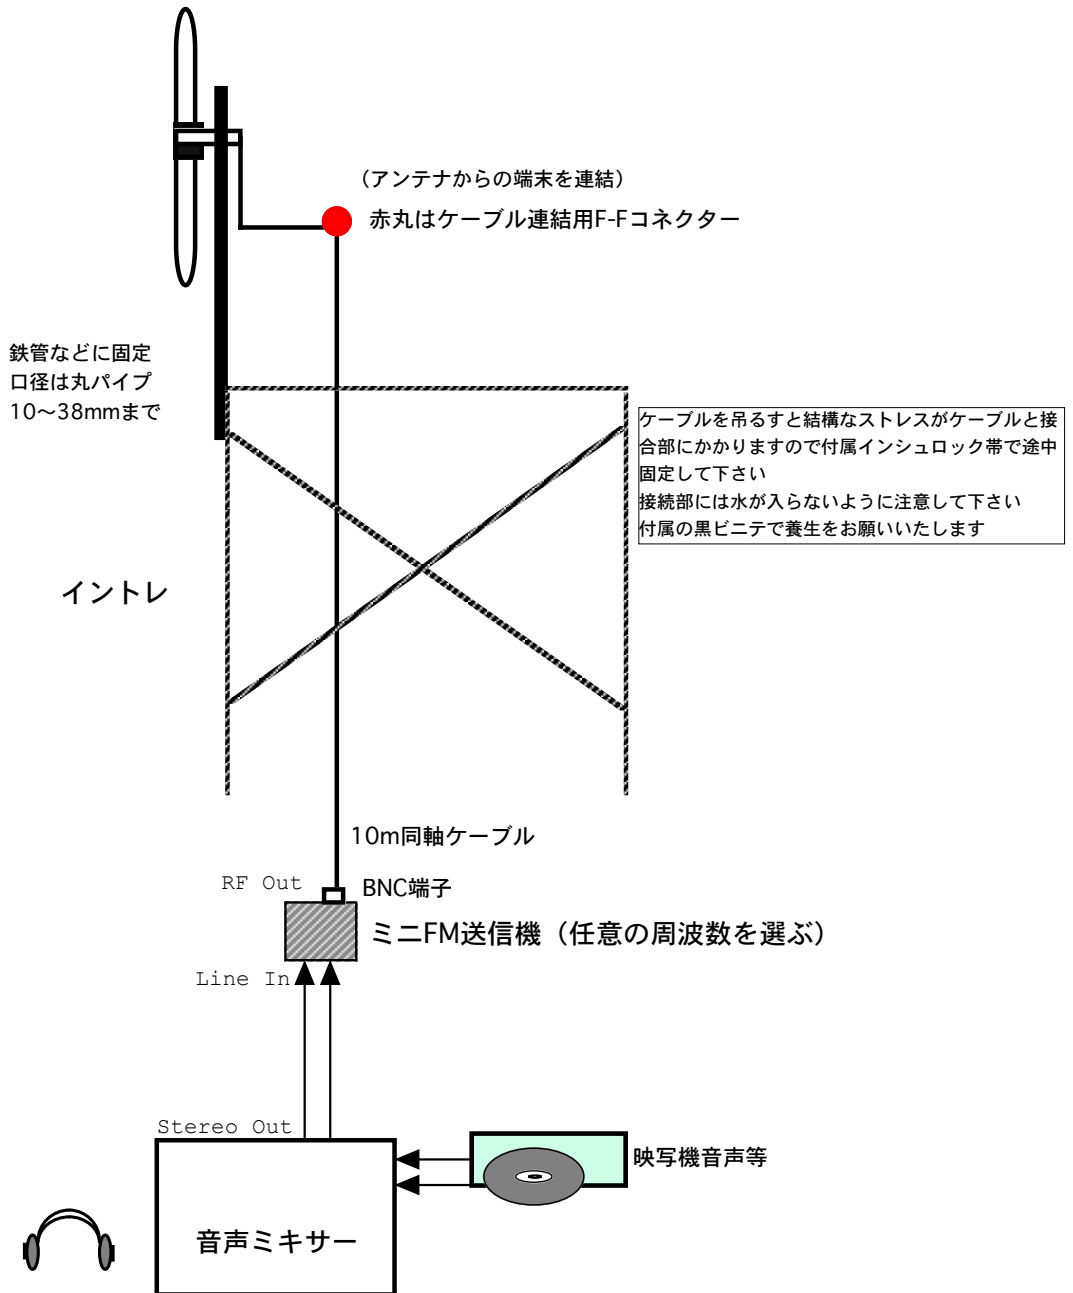 （アンテナからの端末を連結）
赤丸はケーブル連結用F-Fコネクター
鉄管などに固定
口径は丸パイプ
10〜38mmまで
ケーブルを吊るすと結構なストレスがケーブルと接
合部にかかりますので付属インシュロック帯で途中
固定して下さい
接続部には水が入らないように注意して下さい
付属の黒ビニテで養生をお願いいたします
イントレ
10m同軸ケーブル
RF Out
BNC端子
ミニFM送信機（任意の周波数を選ぶ）
Line In
Stereo Out
映写機音声等
音声ミキサー